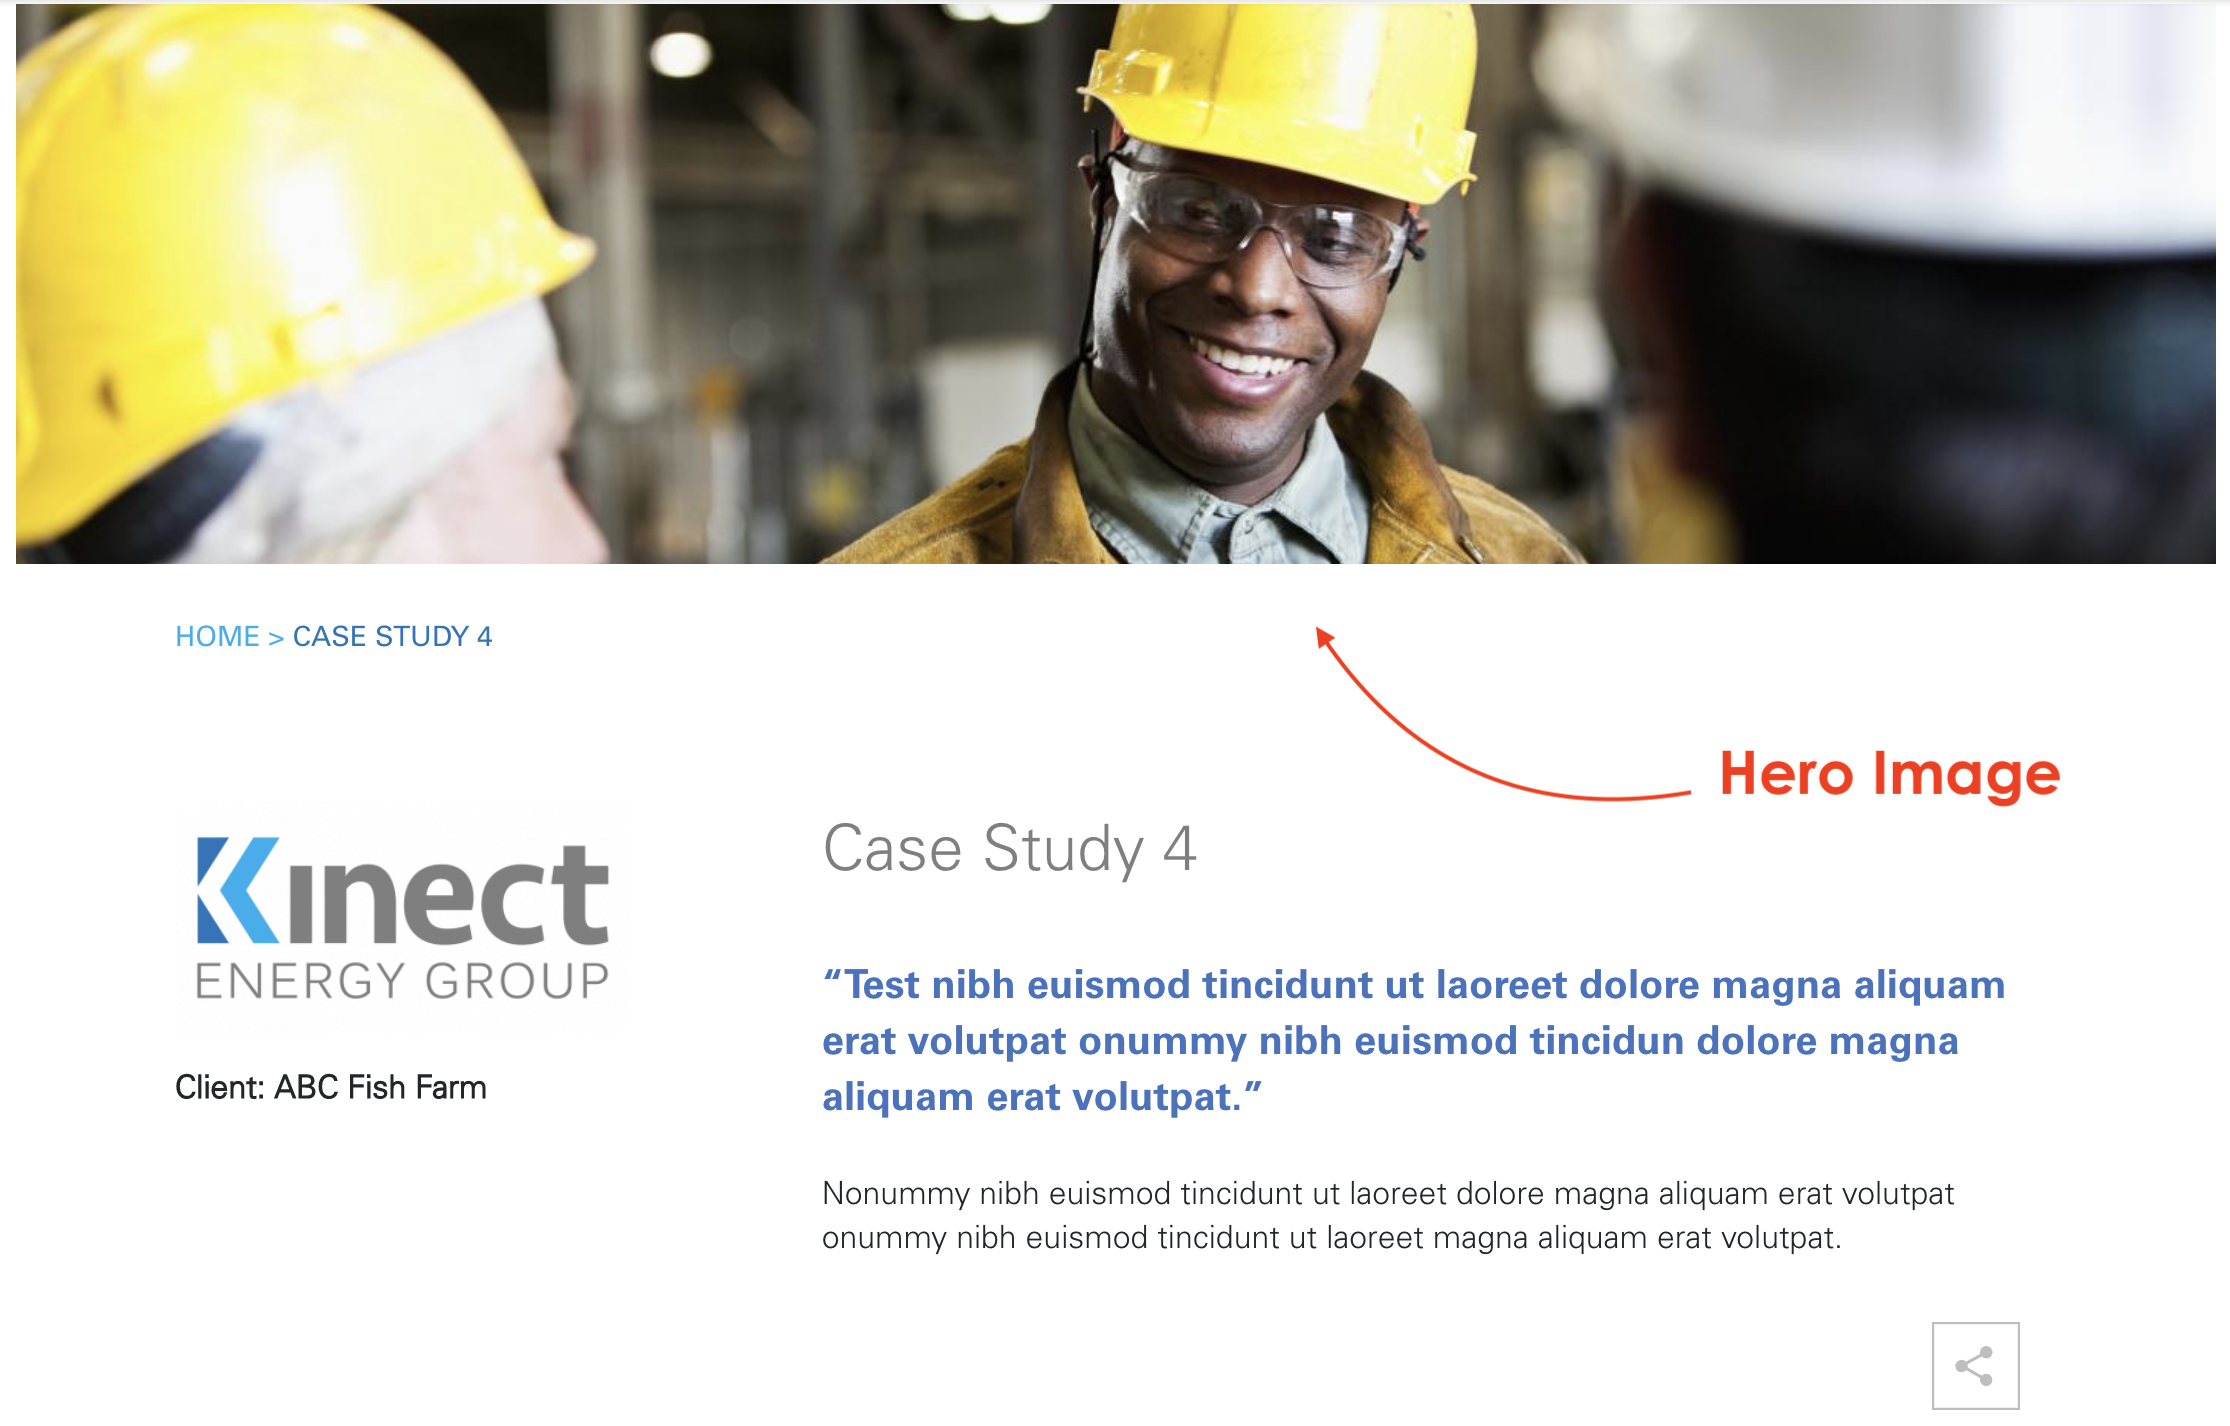 HOME > CASE STUDY 4
Hero Image
Kinect
ENERGY GROUP
Client: ABC Fish Farm
Case Study 4
“Test nibh euismod tincidunt ut laoreet dolore magna aliquam
erat volutpat onummy nibh euismod tincidun dolore magna
aliquam erat volutpat.”
Nonummy nibh euismod tincidunt ut laoreet dolore magna aliquam erat volutpat
onummy nibh euismod tincidunt ut laoreet magna aliquam erat volutpat.